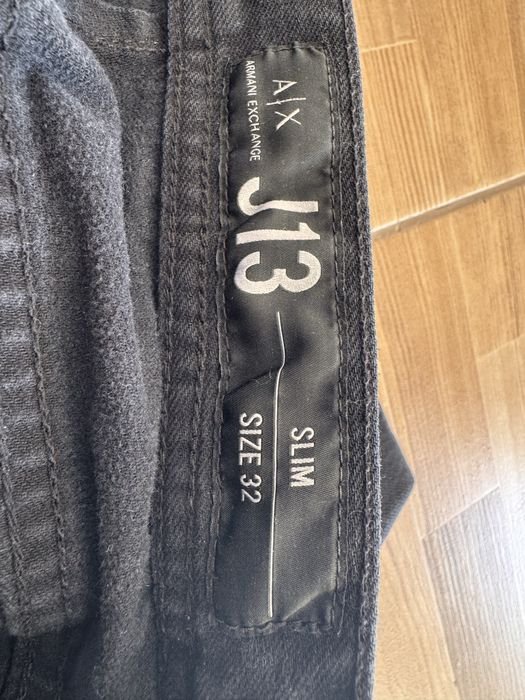 A|X
ARMANI EXCHANGE
J13
SLIM
SIZE 32